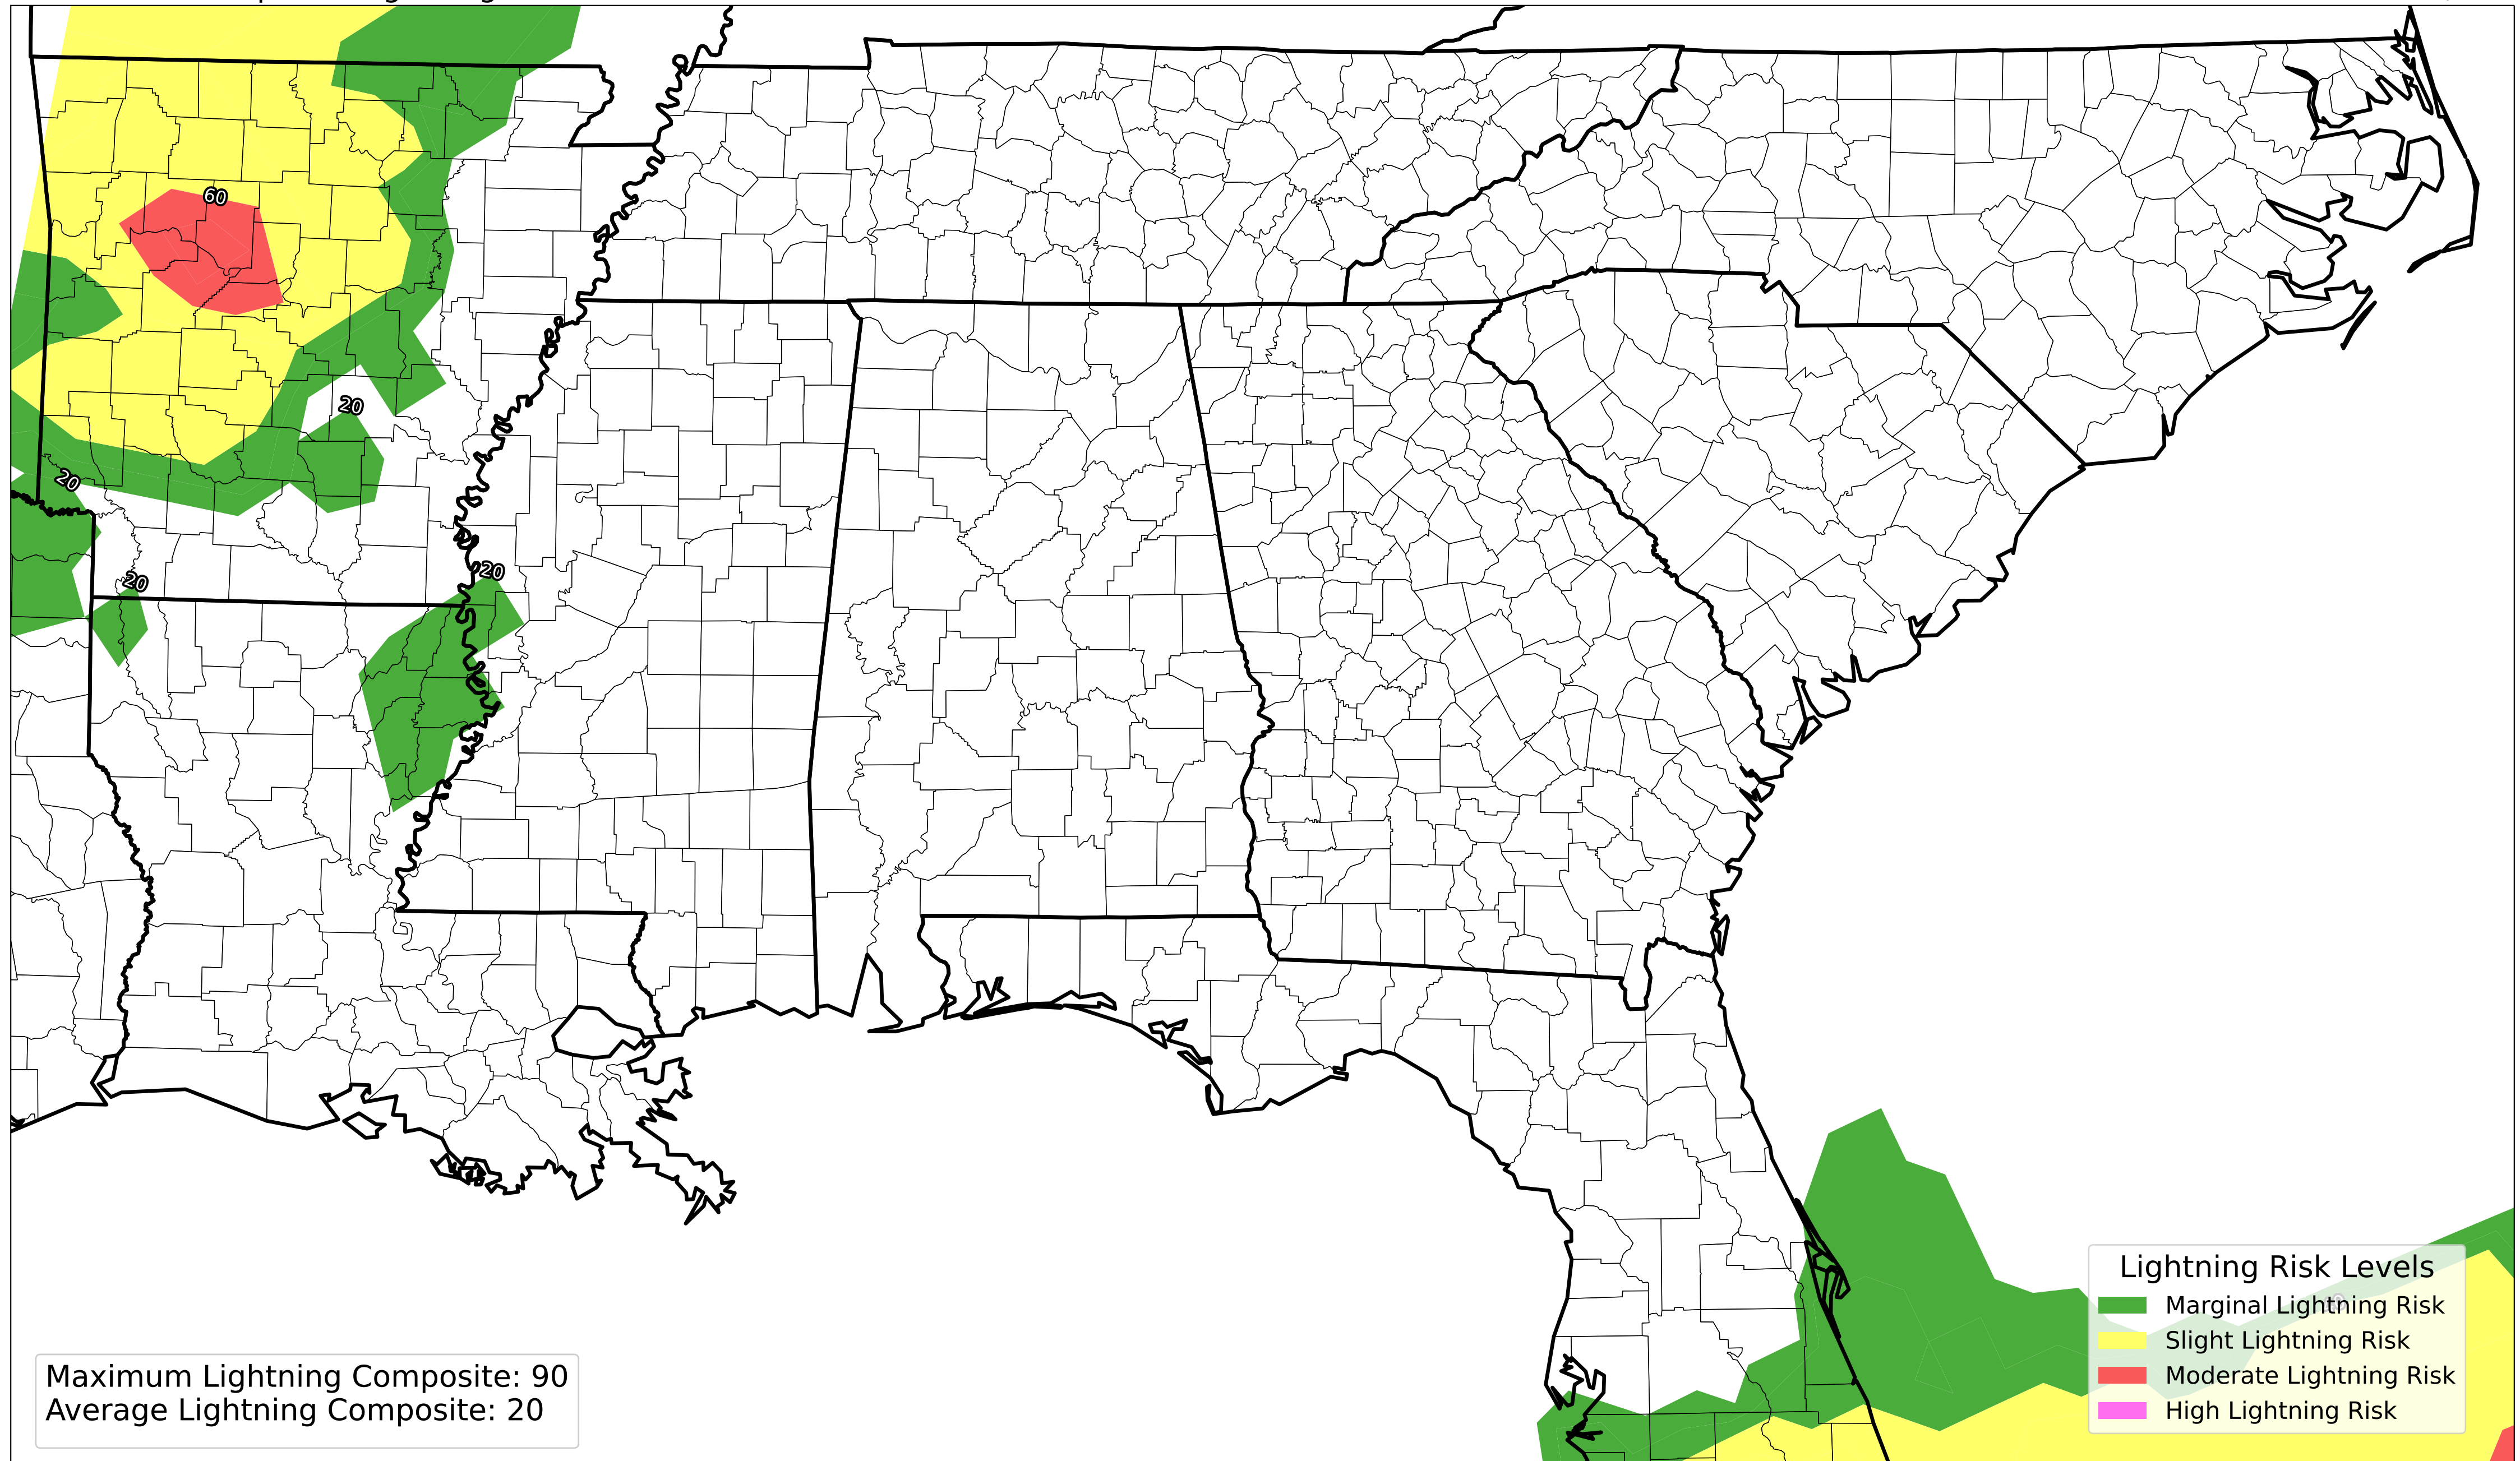 60
20
20
20
20
Lightning Risk Levels
Marginal Lightning Risk
Slight Lightning Risk
Moderate Lightning Risk
High Lightning Risk
Maximum Lightning Composite: 90
Average Lightning Composite: 20